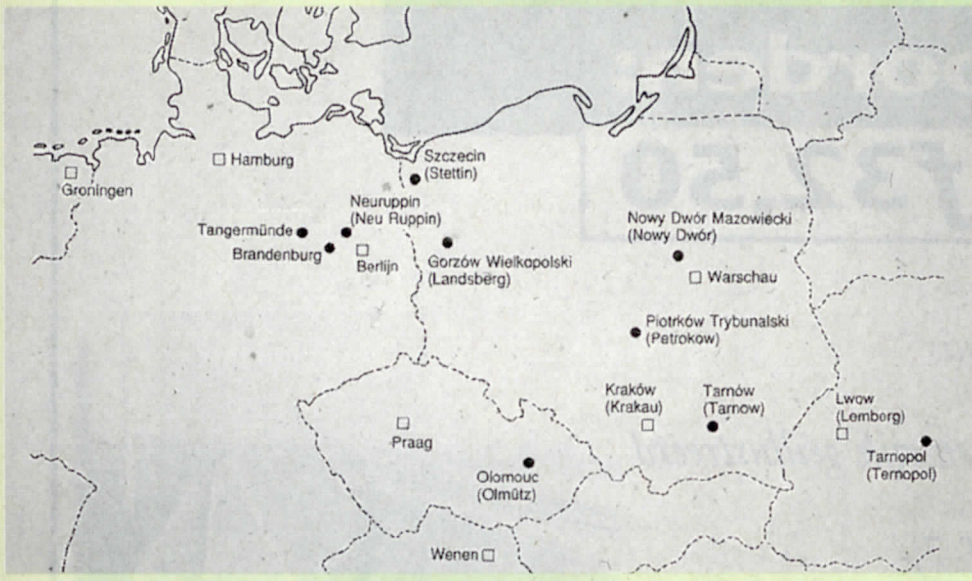 Hamburg
Groningen
Szczecin
(Stettin)
Neuruppin
(Neu Ruppin)
Tangermünde
Brandenburg
Berlijn
Gorzów Wielkopolski
(Landsberg)
Nowy Dwór Mazowiecki
(Nowy Dwór)
Warschau
Piotrków Trybunalski
(Petrokow)
Kraków
(Krakau)
Tarnów
(Tarnow)
Lwow
(Lemberg)
Tarnopol
(Ternopol)
Praag
Olomouc
(Olmütz)
Wenen